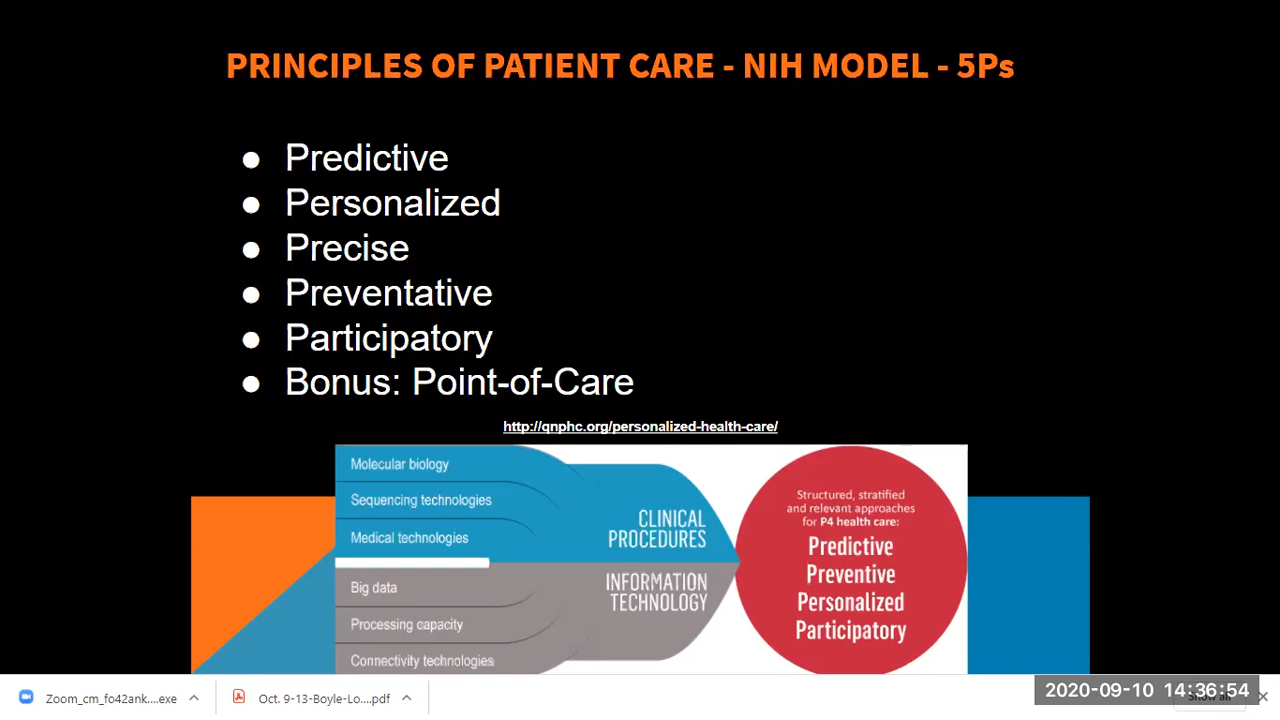 PRINCIPLES OF PATIENT CARE - NIH MODEL - 5Ps
● Predictive
● Personalized
● Precise
● Preventative
● Participatory
● Bonus: Point-of-Care
http://qnphc.org/personalized-health-care/
Molecular biology
Sequencing technologies
Medical technologies
CLINICAL
PROCEDURES
Big data
Processing capacity
Connectivity technologies
INFORMATION
TECHNOLOGY
Structured, stratified
and relevant approaches
for P4 health care:
Predictive
Preventive
Personalized
Participatory
Zoom_cm_fo42ank....exe
Oct. 9-13-Boyle-Lo....pdf
2020-09-10 14:36:54
Show all